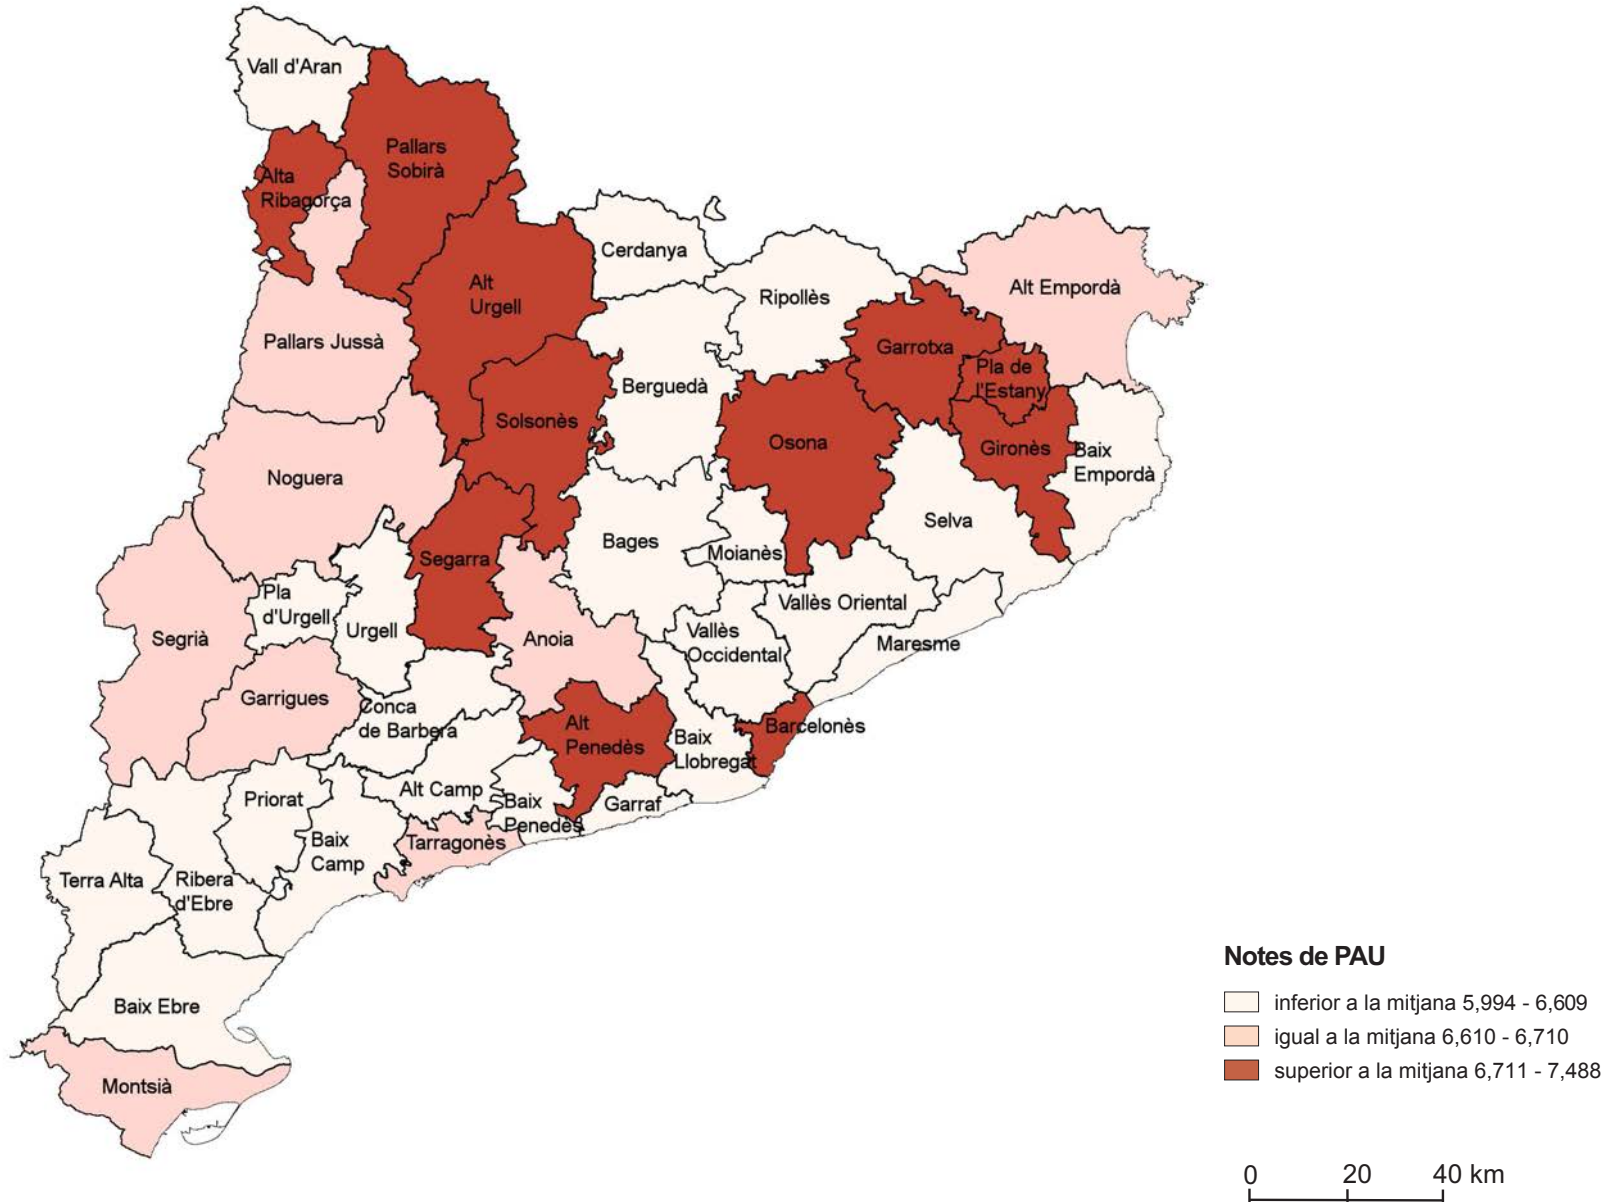 Vall d'Aran
Pallars
Sobirà
Alta
Ribagorça
Cerdanya
Alt
Urgell
Ripollès
Alt Empordà
Pallars Jussà
Garrotxa
Pla de
l'Estany
Berguedà
Solsonès
Osona
Gironès
Baix
Empordà
Noguera
Selva
Bages
Moianès
Segarra
Pla
d'Urgell
Urgell
Vallès Oriental
Segrià
Anoia
Vallès
Occidental
Maresme
Garrigues
Conca
de Barberà
Alt
Penedès
Baix
Llobregat
Barcelonès
Priorat
Alt Camp
Baix
Penedès
Garraf
Baix
Camp
Tarragonès
Terra Alta
Ribera
d'Ebre
Baix Ebre
Montsià
Notes de PAU
inferior a la mitjana 5,994 - 6,609
igual a la mitjana 6,610 - 6,710
superior a la mitjana 6,711 - 7,488
0 20 40 km